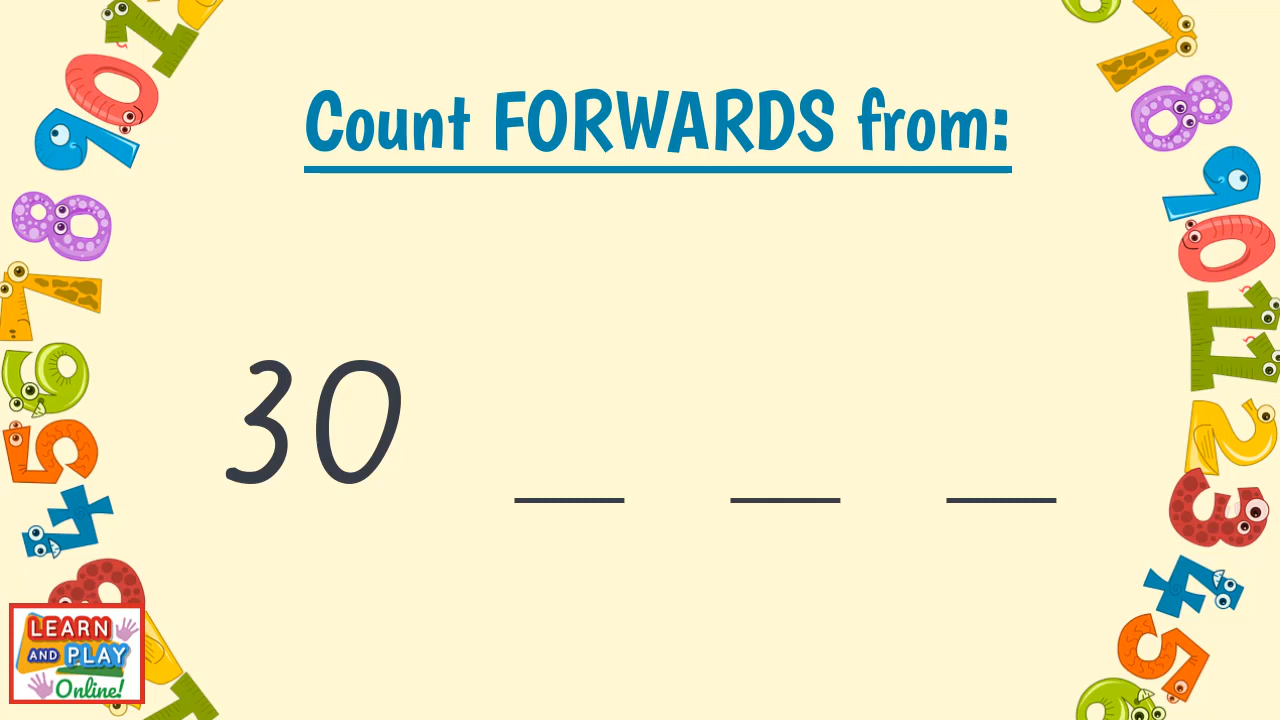 Count FORWARDS from:
30 __ __ __
LEARN
AND PLAY
Online!